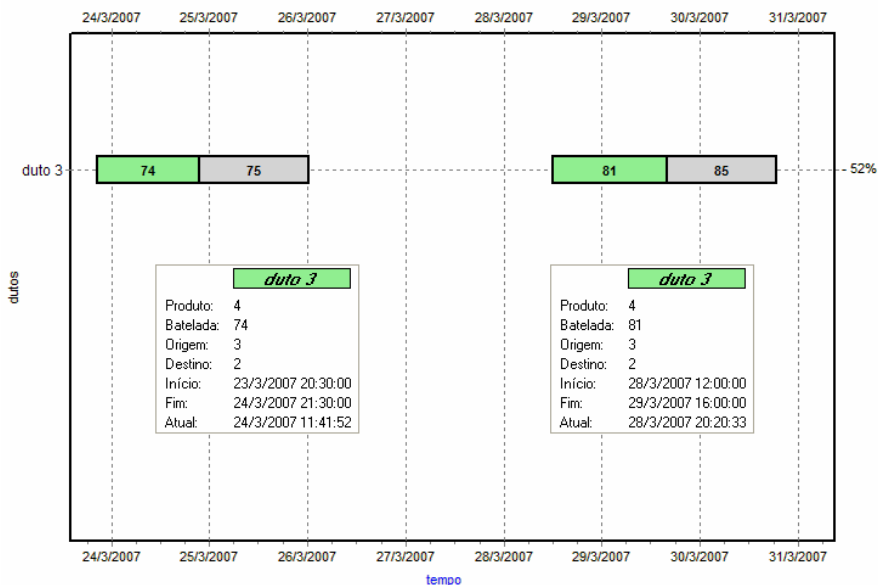 24/3/2007 25/3/2007 26/3/2007 27/3/2007 28/3/2007 29/3/2007 30/3/2007 31/3/2007
duto 3 74 75 81 85 52%
dutos
duto 3
Produto: 4
Batelada: 74
Origem: 3
Destino: 2
Início: 23/3/2007 20:30:00
Fim: 24/3/2007 21:30:00
Atual: 24/3/2007 11:41:52
duto 3
Produto: 4
Batelada: 81
Origem: 3
Destino: 2
Início: 28/3/2007 12:00:00
Fim: 29/3/2007 16:00:00
Atual: 28/3/2007 20:20:33
24/3/2007 25/3/2007 26/3/2007 27/3/2007 28/3/2007 29/3/2007 30/3/2007 31/3/2007
tempo